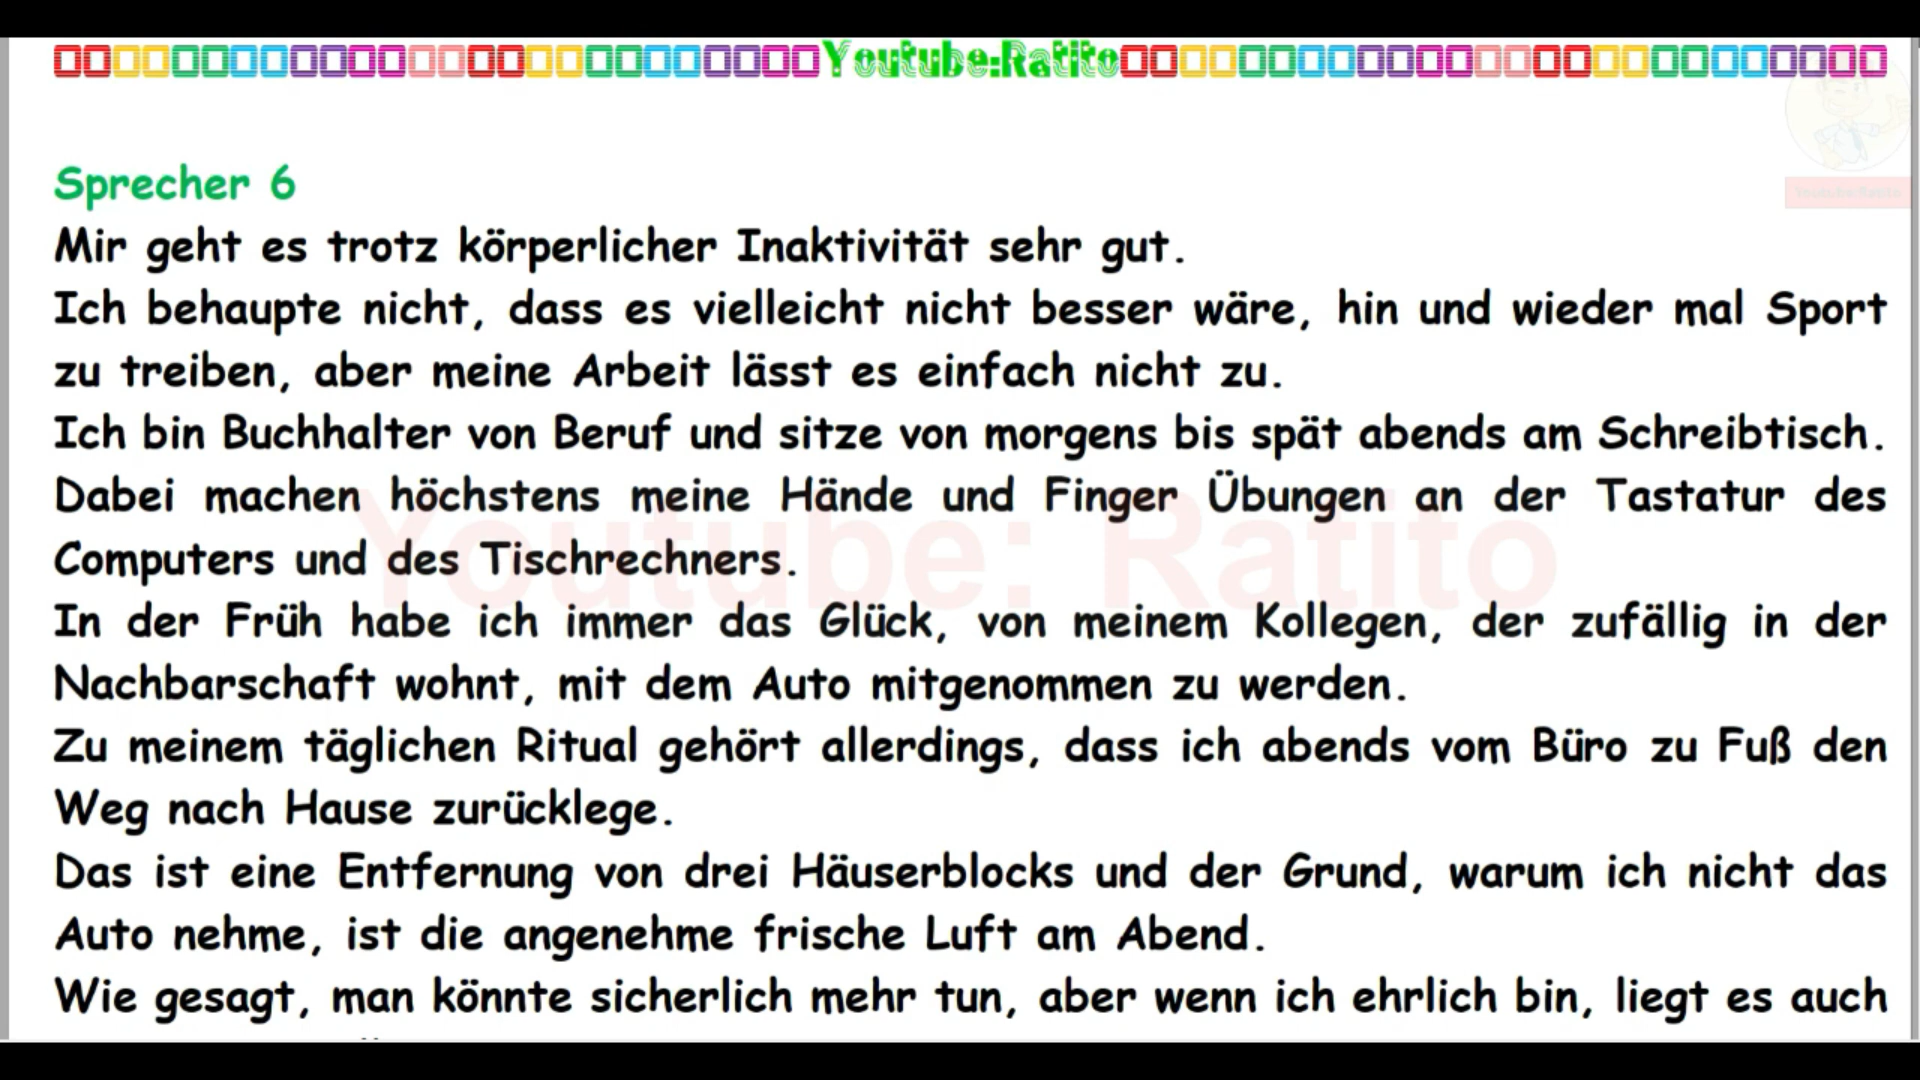 Youtube:Ratito
Youtube:Ratito
Sprecher 6
Mir geht es trotz körperlicher Inaktivität sehr gut.
Ich behaupte nicht, dass es vielleicht nicht besser wäre, hin und wieder mal Sport
zu treiben, aber meine Arbeit lässt es einfach nicht zu.
Ich bin Buchhalter von Beruf und sitze von morgens bis spät abends am Schreibtisch.
Dabei machen höchstens meine Hände und Finger Übungen an der Tastatur des
Youtube: Ratito
Computers und des Tischrechners.
In der Früh habe ich immer das Glück, von meinem Kollegen, der zufällig in der
Nachbarschaft wohnt, mit dem Auto mitgenommen zu werden.
Zu meinem täglichen Ritual gehört allerdings, dass ich abends vom Büro zu Fuß den
Weg nach Hause zurücklege.
Das ist eine Entfernung von drei Häuserblocks und der Grund, warum ich nicht das
Auto nehme, ist die angenehme frische Luft am Abend.
Wie gesagt, man könnte sicherlich mehr tun, aber wenn ich ehrlich bin, liegt es auch